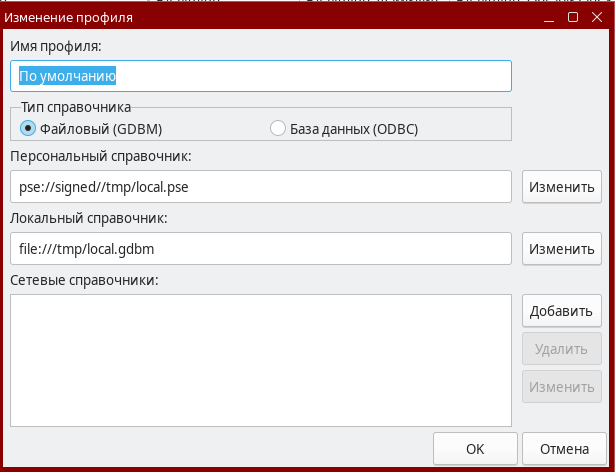 Изменение профиля
Имя профиля:
По умолчанию
Тип справочника
Файловый (GDBM)
База данных (ODBC)
Персональный справочник:
pse://signed//tmp/local.pse
Изменить
Локальный справочник:
file:///tmp/local.gdbm
Изменить
Сетевые справочники:
Добавить
Удалить
Изменить
OK
Отмена